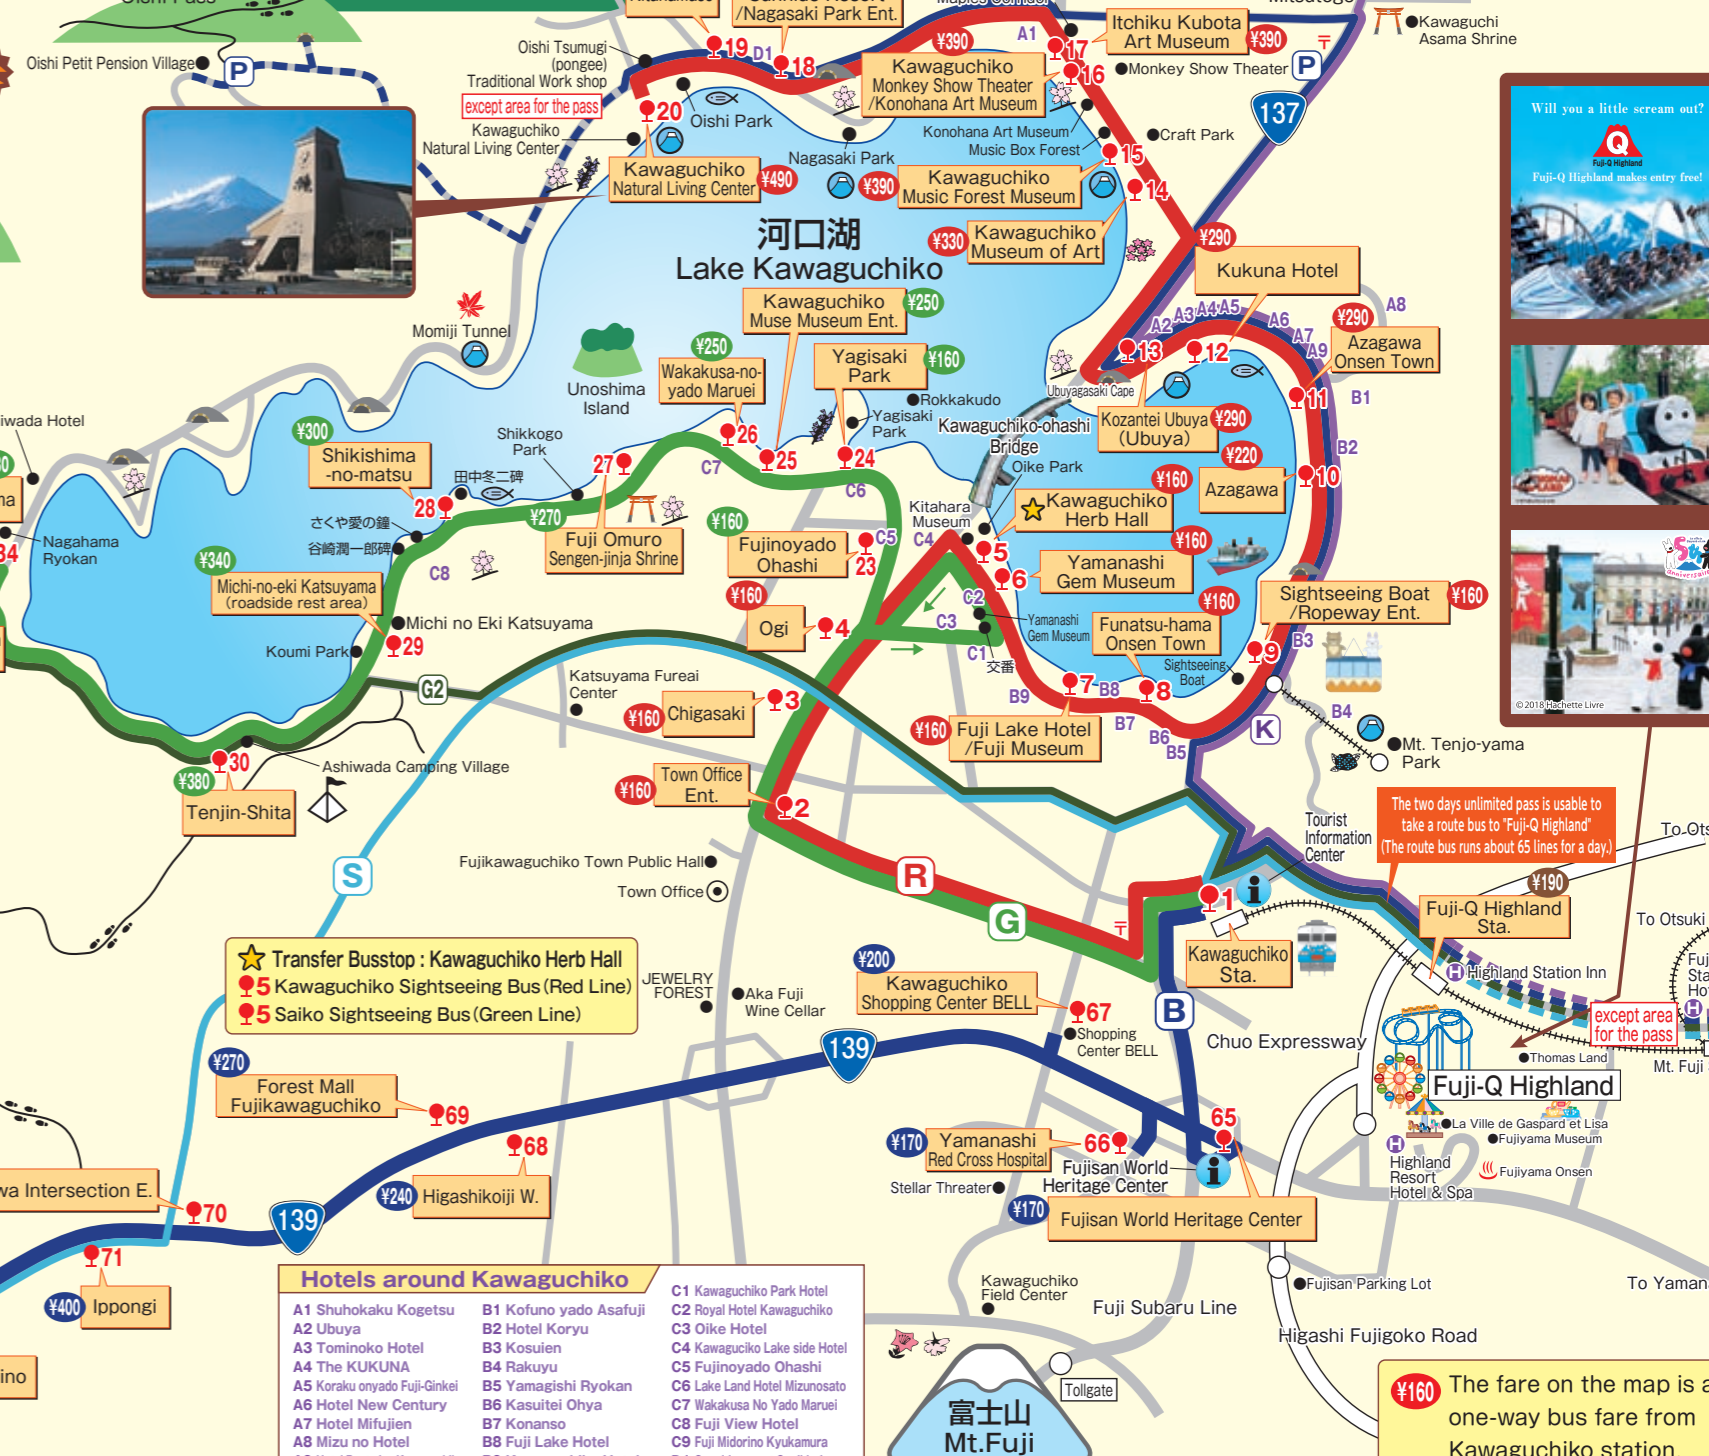 Oishi Petit Pension Village
P
Oishi Tsumugi
(pongee)
Traditional Work shop
except area for the pass
19
D1
18
/Nagasaki Park Ent.
¥390
A1
17
16
Itchiku Kubota
Art Museum
¥390
Monkey Show Theater
P
〒
Kawaguchi
Asama Shrine
137
Kawaguchiko
Monkey Show Theater
/Konohana Art Museum
20
Oishi Park
Kawaguchiko
Natural Living Center
Kawaguchiko
Natural Living Center
¥490
Nagasaki Park
Konohana Art Museum
Music Box Forest
Craft Park
15
14
¥390
Kawaguchiko
Music Forest Museum
¥330
Kawaguchiko
Museum of Art
¥290
Kukuna Hotel
河口湖
Lake Kawaguchiko
Will you a little scream out?
Q
Fuji-Q Highland
Fuji-Q Highland makes entry free!
Momiji Tunnel
Unoshima
Island
Kawaguchiko
Muse Museum Ent.
¥250
¥250
Wakakusa-no-
yado Maruei
Yagisaki
Park
¥160
Rokkakudo
Yagisaki
Park
Kawaguchiko-ohashi
Bridge
Ubuyagasaki Cape
13
12
11
10
A2
A3
A4
A5
A6
A7
A8
A9
¥290
Azagawa
Onsen Town
B1
B2
Kozantei Ubuya
(Ubuya)
¥290
¥220
Azagawa
26
25
24
C7
C6
iwada Hotel
¥300
Shikishima
-no-matsu
Shikkogo
Park
27
28
田中冬二碑
さくや愛の鐘
谷崎潤一郎碑
¥270
Fuji Omuro
Sengen-jinja Shrine
¥160
Fujinoyado
Ohashi
23
C5
Oike Park
Kitahara
Museum
C4
Kawaguchiko
Herb Hall
¥160
5
6
Yamanashi
Gem Museum
¥160
34
Nagahama
Ryokan
¥340
Michi-no-eki Katsuyama
(roadside rest area)
C8
Michi no Eki Katsuyama
29
Koumi Park
¥160
Ogi
4
C2
C3
C1
Yamanashi
Gem Museum
交番
Funatsu-hama
Onsen Town
¥160
Sightseeing Boat
/Ropeway Ent.
¥160
Sightseeing
Boat
9
B3
7
8
B9
B8
B7
B6
B5
K
B4
Mt. Tenjo-yama
Park
© 2018 Hachette Livre
G2
Katsuyama Fureai
Center
¥160
Chigasaki
3
¥160
Fuji Lake Hotel
/Fuji Museum
30
Ashiwada Camping Village
¥380
Tenjin-Shita
¥160
Town Office
Ent.
2
S
Fujikawaguchiko Town Public Hall
Town Office
R
G
〒
1
Tourist
Information
Center
The two days unlimited pass is usable to
take a route bus to "Fuji-Q Highland"
(The route bus runs about 65 lines for a day.)
¥190
Fuji-Q Highland
Sta.
To Otsuki
Kawaguchiko
Sta.
H Highland Station Inn
except area
for the pass
Transfer Busstop : Kawaguchiko Herb Hall
5 Kawaguchiko Sightseeing Bus (Red Line)
5 Saiko Sightseeing Bus (Green Line)
JEWELRY
FOREST
Aka Fuji
Wine Cellar
¥200
Kawaguchiko
Shopping Center BELL
67
Shopping
Center BELL
B
Chuo Expressway
Thomas Land
Mt. Fuji
Fuji-Q Highland
139
¥270
Forest Mall
Fujikawaguchiko
69
68
65
66
¥170
Yamanashi
Red Cross Hospital
Fujisan World
Heritage Center
Stellar Threater
¥170
Fujisan World Heritage Center
La Ville de Gaspard et Lisa
Fujiyama Museum
H
Highland
Resort
Hotel & Spa
Fujiyama Onsen
wa Intersection E.
70
139
¥240
Higashikoiji W.
71
¥400
Ippongi
Kawaguchiko
Field Center
Fuji Subaru Line
Fujisan Parking Lot
Higashi Fujigoko Road
Tollgate
富士山
Mt.Fuji
Hotels around Kawaguchiko
A1 Shuhokaku Kogetsu
A2 Ubuya
A3 Tominoko Hotel
A4 The KUKUNA
A5 Koraku onyado Fuji-Ginkei
A6 Hotel New Century
A7 Hotel Mifujien
A8 Mizu no Hotel
B1 Kofuno yado Asafuji
B2 Hotel Koryu
B3 Kosuien
B4 Rakuyu
B5 Yamagishi Ryokan
B6 Kasuitei Ohya
B7 Konanso
B8 Fuji Lake Hotel
C1 Kawaguchiko Park Hotel
C2 Royal Hotel Kawaguchiko
C3 Oike Hotel
C4 Kawaguciko Lake side Hotel
C5 Fujinoyado Ohashi
C6 Lake Land Hotel Mizunosato
C7 Wakakusa No Yado Maruei
C8 Fuji View Hotel
C9 Fuji Midorino Kyukamura
¥160 The fare on the map is a
one-way bus fare from
Kawaguchiko station